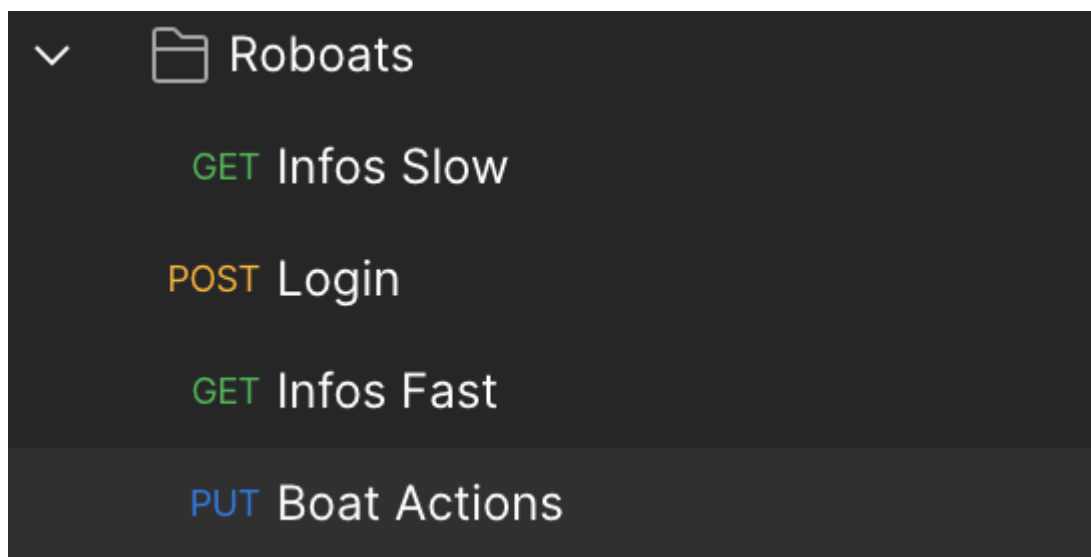 Roboats
GET Infos Slow
POST Login
GET Infos Fast
PUT Boat Actions